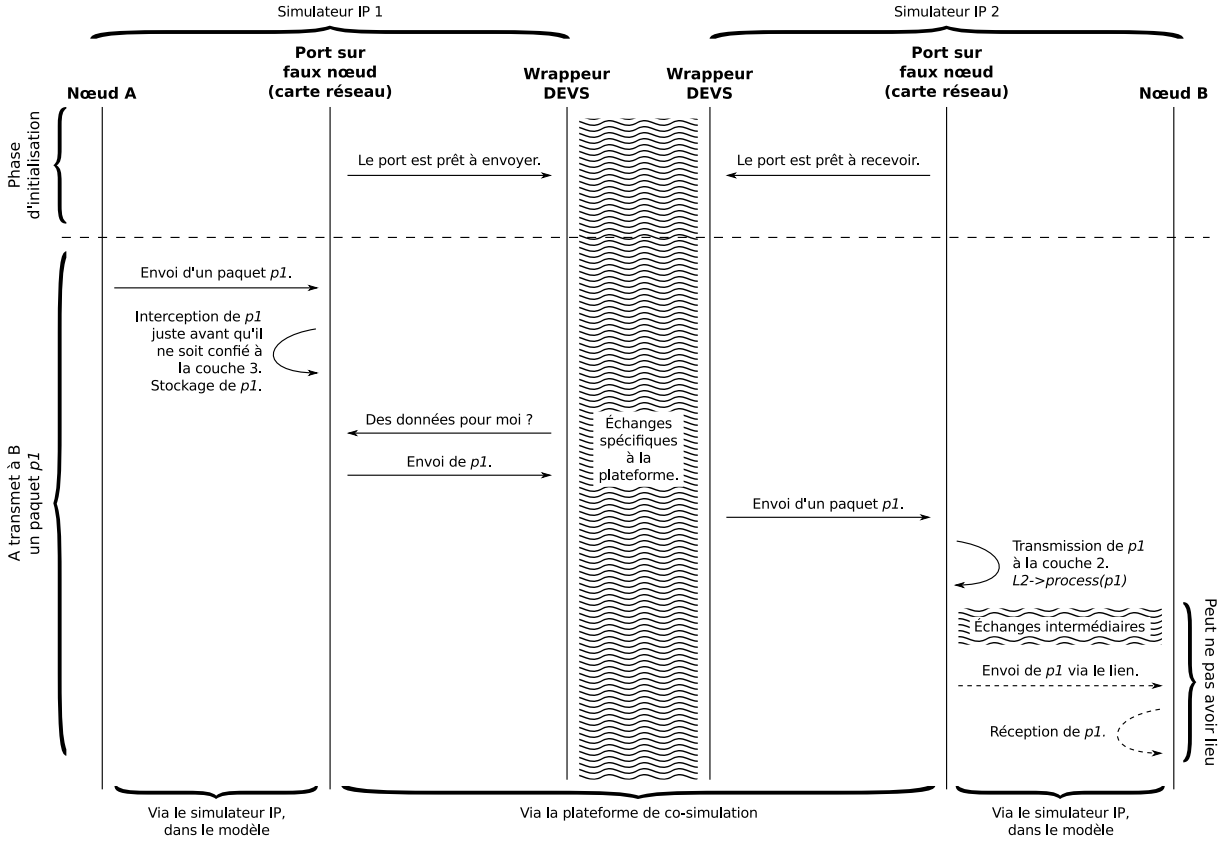 Simulateur IP 1
Simulateur IP 2
Nœud A
Port sur
faux nœud
(carte réseau)
Wrappeur
DEVS
Wrappeur
DEVS
Port sur
faux nœud
(carte réseau)
Nœud B
Phase
d'initialisation
Le port est prêt à envoyer.
Le port est prêt à recevoir.
A transmet à B
un paquet p1
Envoi d'un paquet p1.
Interception de p1
juste avant qu'il
ne soit confié à
la couche 3.
Stockage de p1.
Des données pour moi ?
Envoi de p1.
Échanges
spécifiques
à la
plateforme.
Envoi d'un paquet p1.
Transmission de p1
à la couche 2.
L2->process(p1)
Échanges intermédiaires
Envoi de p1 via le lien.
Réception de p1.
Peut ne pas avoir lieu
Via le simulateur IP,
dans le modèle
Via la plateforme de co-simulation
Via le simulateur IP,
dans le modèle